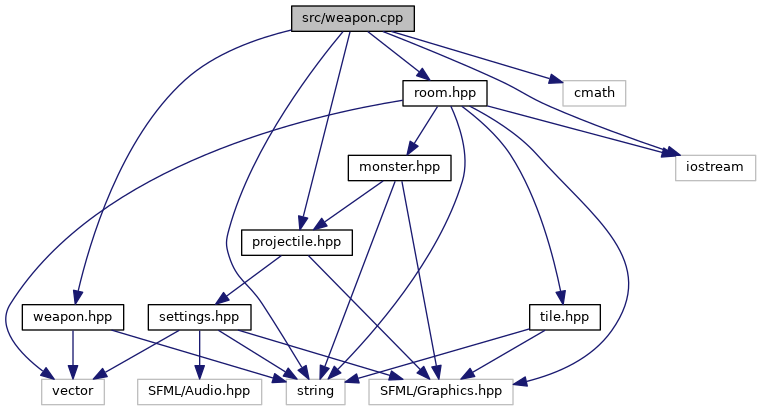 src/weapon.cpp
room.hpp
cmath
monster.hpp
iostream
projectile.hpp
weapon.hpp
settings.hpp
tile.hpp
vector
SFML/Audio.hpp
string
SFML/Graphics.hpp